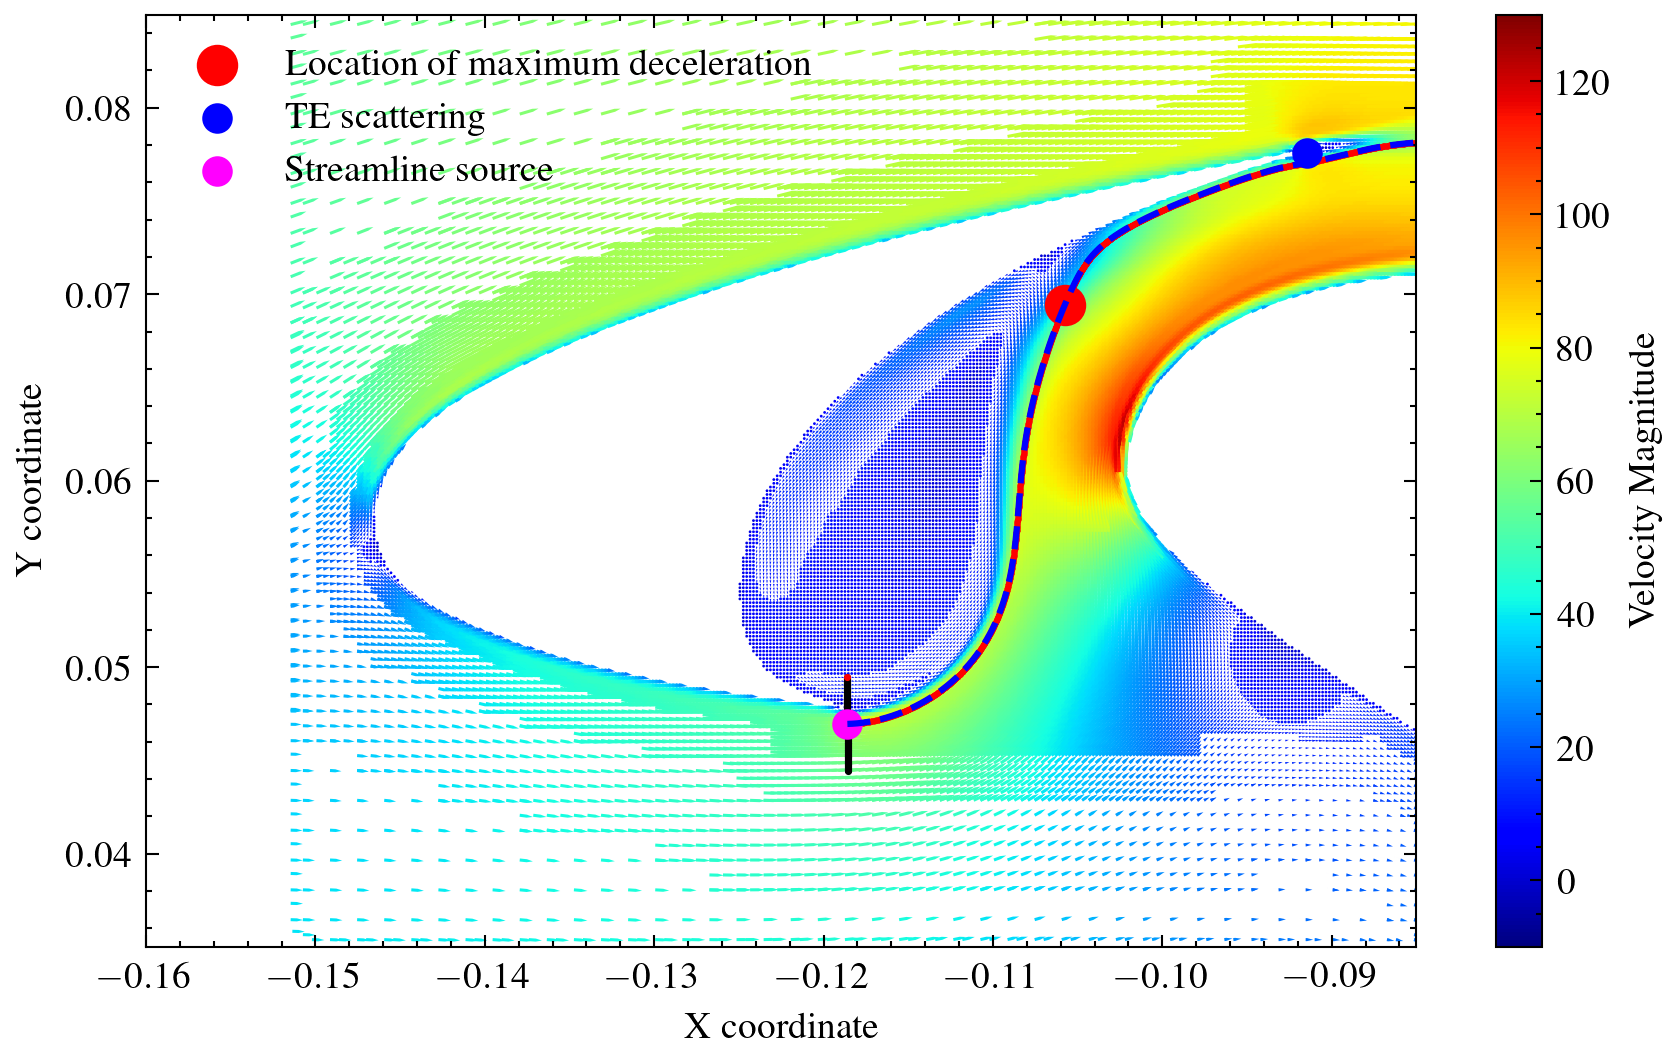 Location of maximum deceleration
TE scattering
Streamline source
0.08
0.07
0.06
0.05
0.04
Y coordinate
−0.16 −0.15 −0.14 −0.13 −0.12 −0.11 −0.10 −0.09
X coordinate
120
100
80
60
40
20
0
Velocity Magnitude